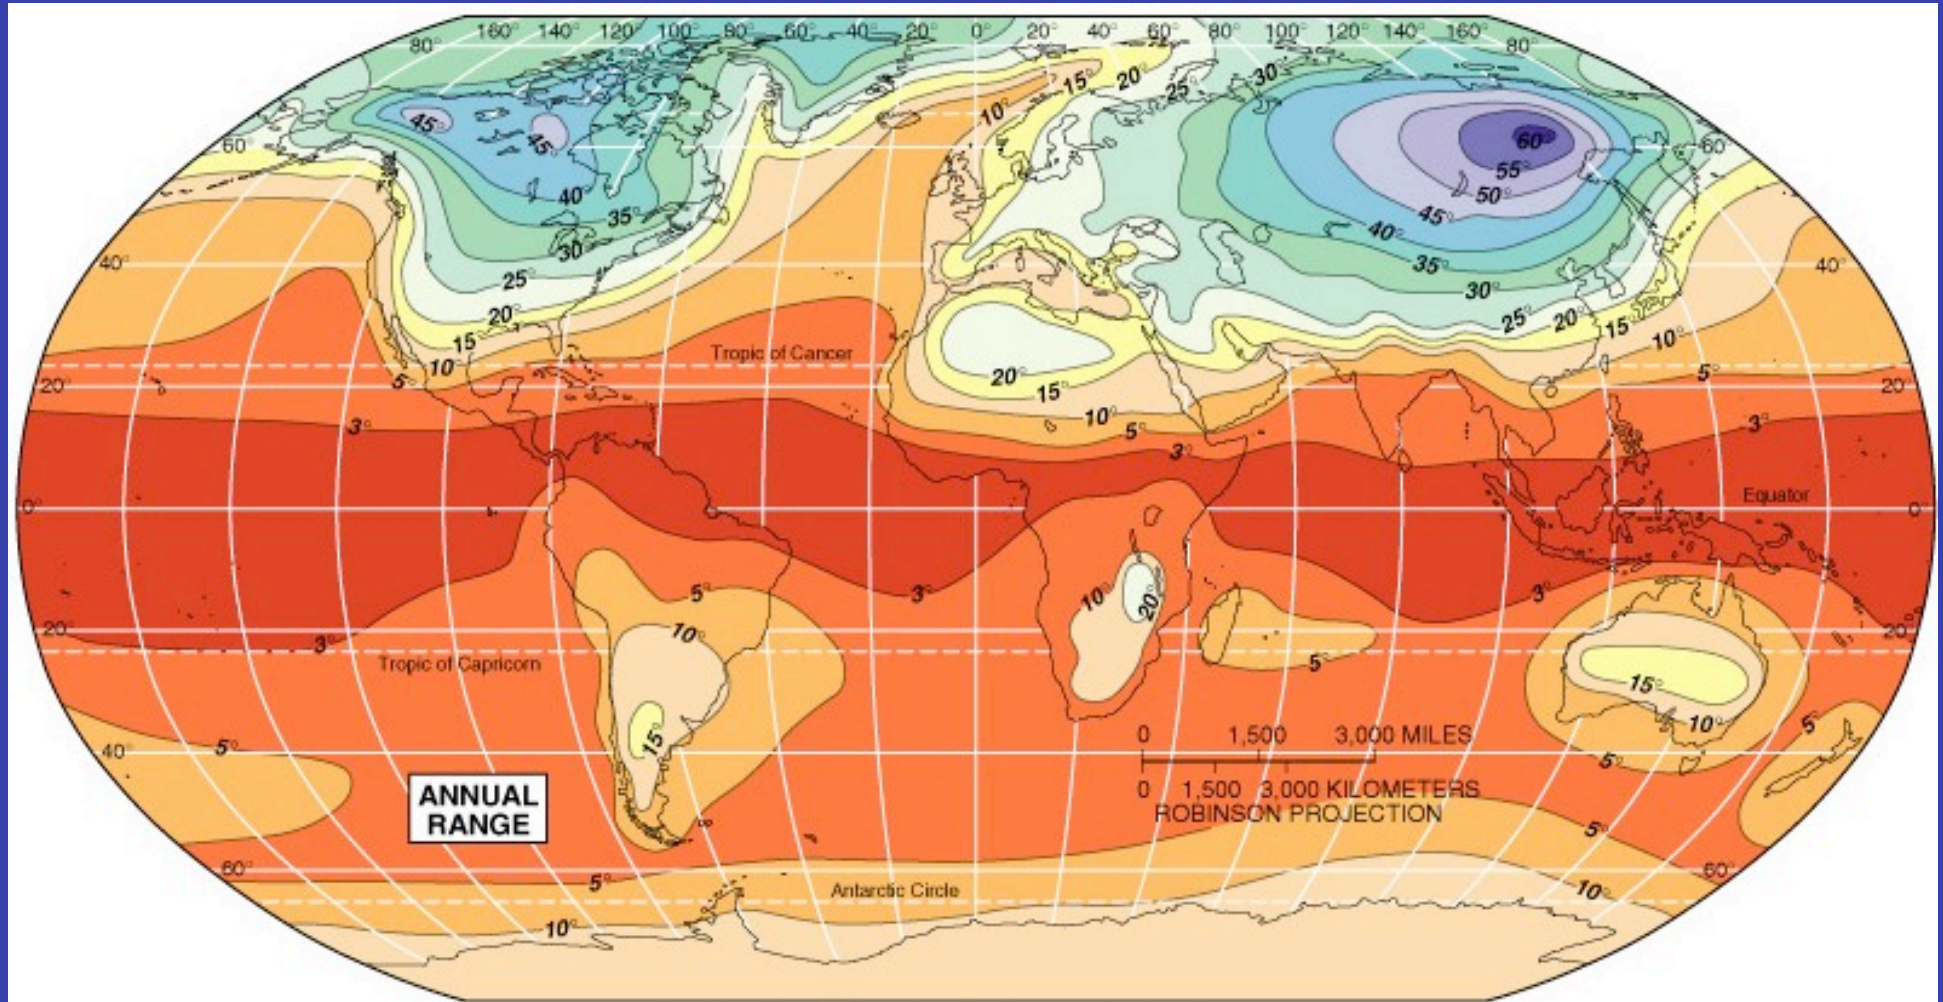 80° 160° 140° 120° 100° 80° 60° 40° 20° 0° 20° 40° 60° 80° 100° 120° 140° 160° 80°
15° 20° 25° 30°
10°
45° 45°
60° 60° 60°
55°
40° 50°
35° 45°
30° 40°
40° 25° 35° 40°
30°
20° 25° 20° 15°
15° 10°
Tropic of Cancer
10° 5° 20° 5°
20° 5° 15° 20°
10°
3° 5° 3°
3°
Equator
0° 0°
5° 3° 10° 20° 3°
20° 10° 20°
3°
Tropic of Capricorn 5°
15°
10°
5° 15° 5°
40° 0 1,500 3,000 MILES
5°
ANNUAL
RANGE
0 1,500 3,000 KILOMETERS
ROBINSON PROJECTION
5°
60° 60°
5° Antarctic Circle 10°
10°